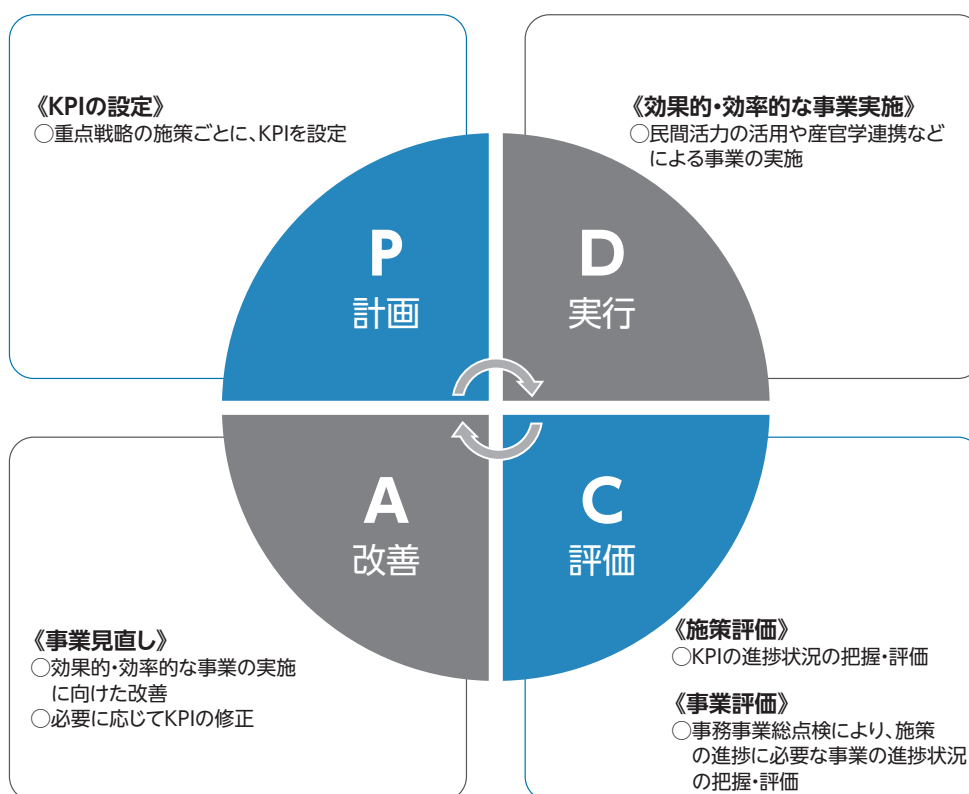 《KPIの設定》
○重点戦略の施策ごとに、KPIを設定
《効果的・効率的な事業実施》
○民間活力の活用や産官学連携など
による事業の実施
P
計画
D
実行
A
改善
C
評価
《事業見直し》
○効果的・効率的な事業の実施
に向けた改善
○必要に応じてKPIの修正
《施策評価》
○KPIの進捗状況の把握・評価
《事業評価》
○事務事業総点検により、施策
の進捗に必要な事業の進捗状況
の把握・評価